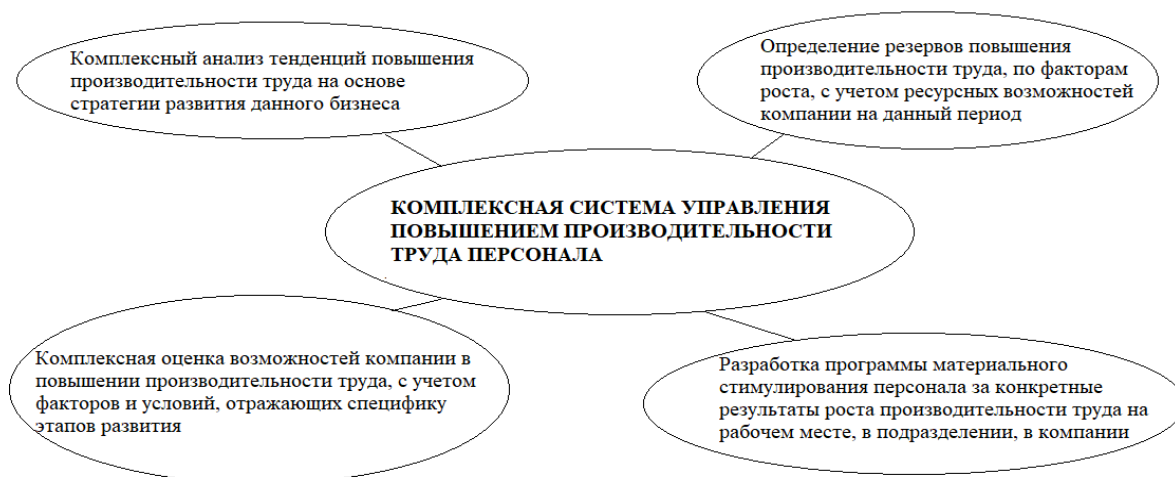 Комплексный анализ тенденций повышения
производительности труда на основе
стратегии развития данного бизнеса
Определение резервов повышения
производительности труда, по факторам
роста, с учетом ресурсных возможностей
компании на данный период
КОМПЛЕКСНАЯ СИСТЕМА УПРАВЛЕНИЯ
ПОВЫШЕНИЕМ ПРОИЗВОДИТЕЛЬНОСТИ
ТРУДА ПЕРСОНАЛА
Комплексная оценка возможностей компании в
повышении производительности труда, с учетом
факторов и условий, отражающих специфику
этапов развития
Разработка программы материального
стимулирования персонала за конкретные
результаты роста производительности труда на
рабочем месте, в подразделении, в компании